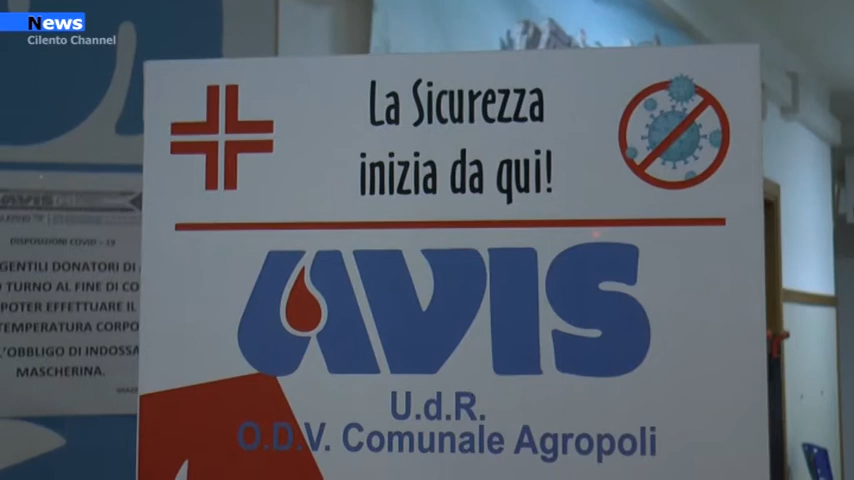 News
Cilento Channel
La Sicurezza
inizia da qui!
AVIS
U.d.R.
O.D.V. Comunale Agropoli
AVIS
DISPOSIZIONI COVID - 19
GENTILI DONATORI DI
TURNO AL FINE DI CO
POTER EFFETTUARE IL
TEMPERATURA CORPO
L'OBBLIGO DI INDOSSA
MASCHERINA.